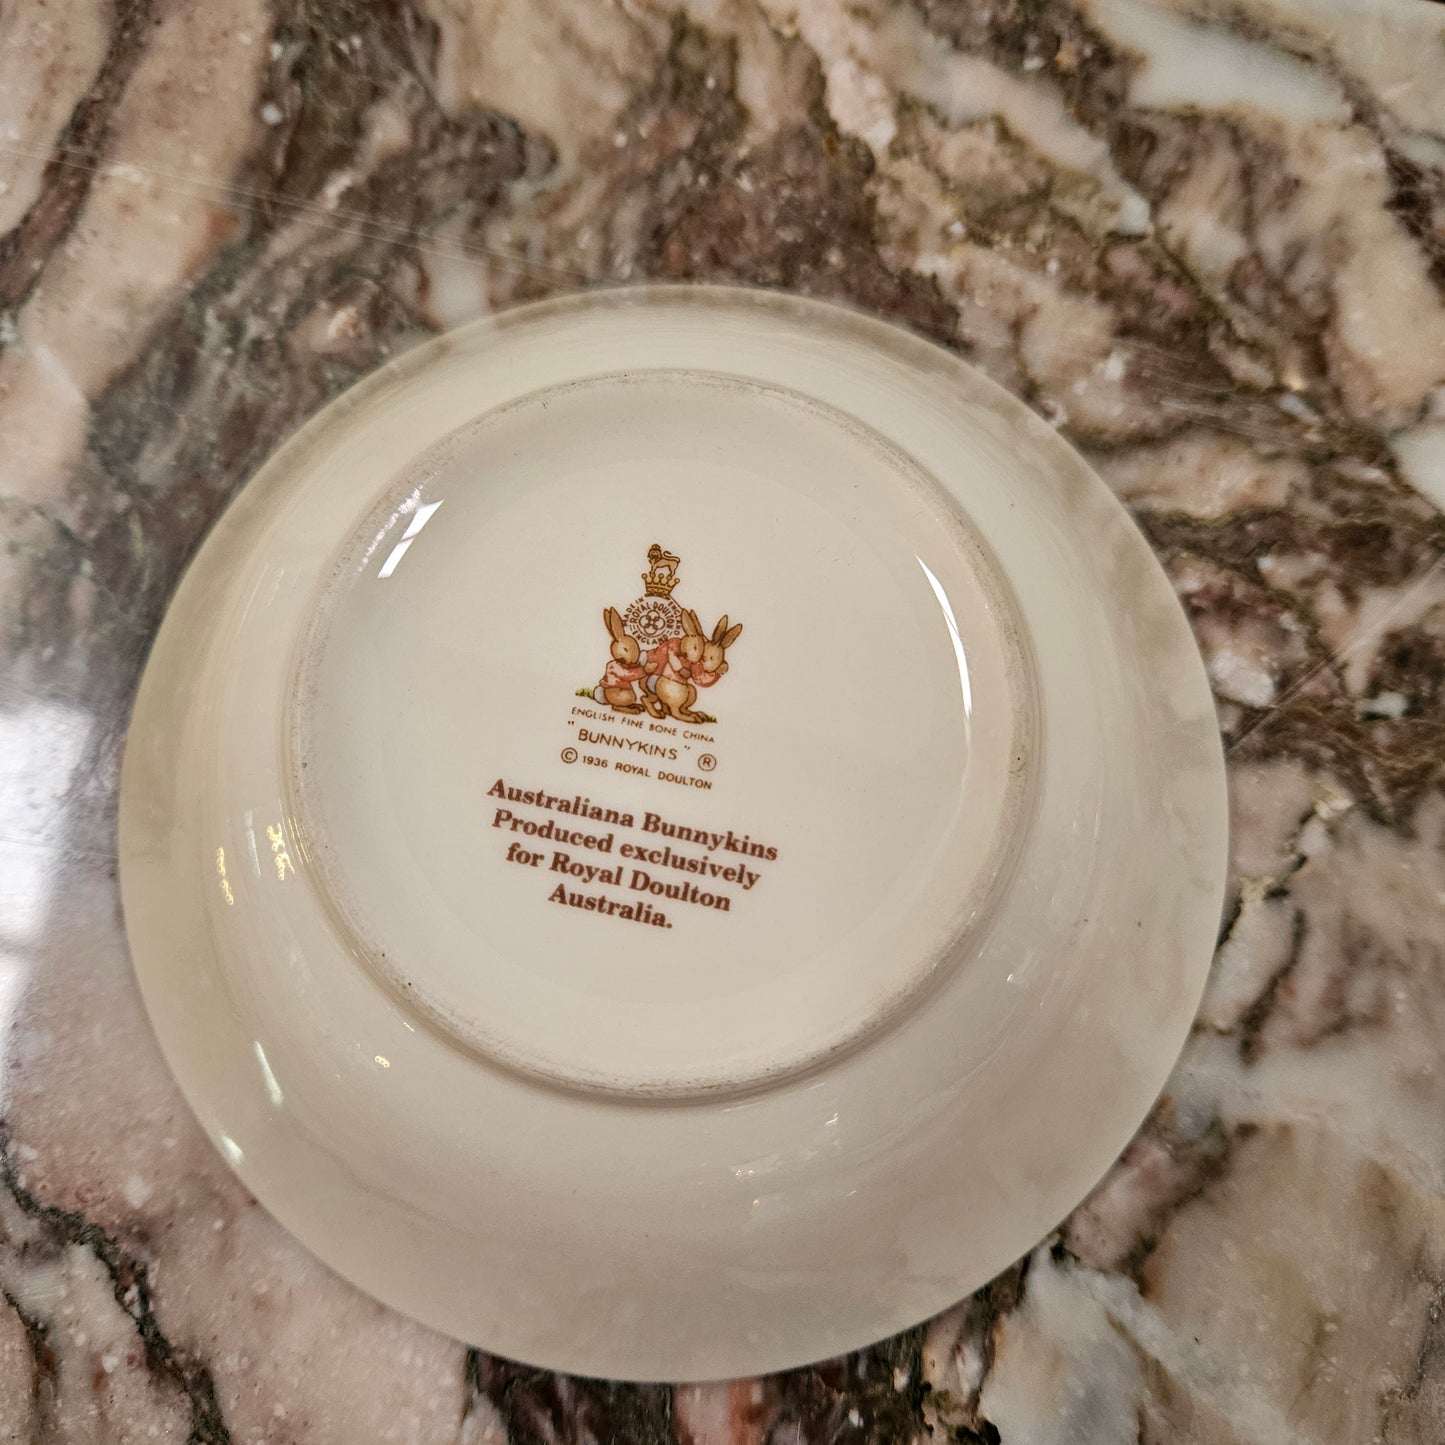 MADE IN ENGLAND
ROYAL DOULTON
ENGLAND
ENGLISH FINE BONE CHINA
"BUNNYKINS" ®
© 1936 ROYAL DOULTON
Australiana Bunnykins
Produced exclusively
for Royal Doulton
Australia.